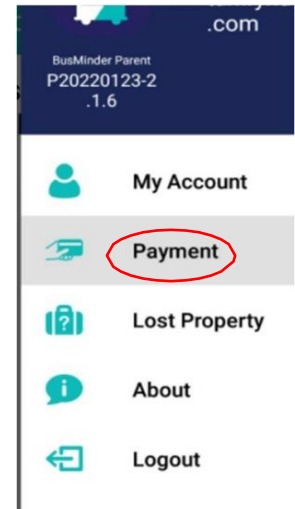 .com
BusMinder Parent
P20220123-2
.1.6
My Account
Payment
Lost Property
About
Logout